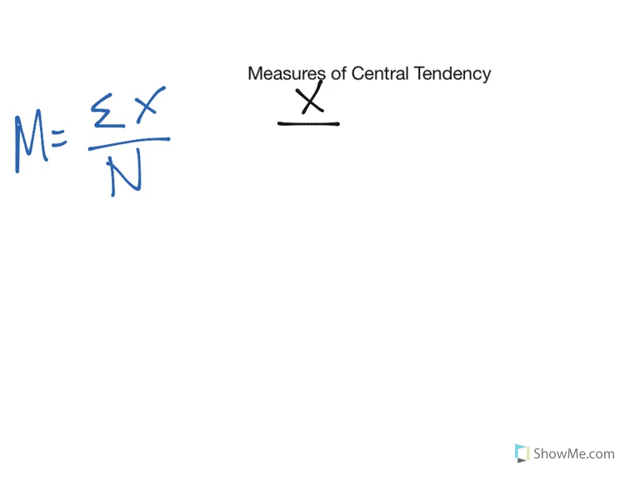 Measures of Central Tendency
M = ΣX
N
X
ShowMe.com